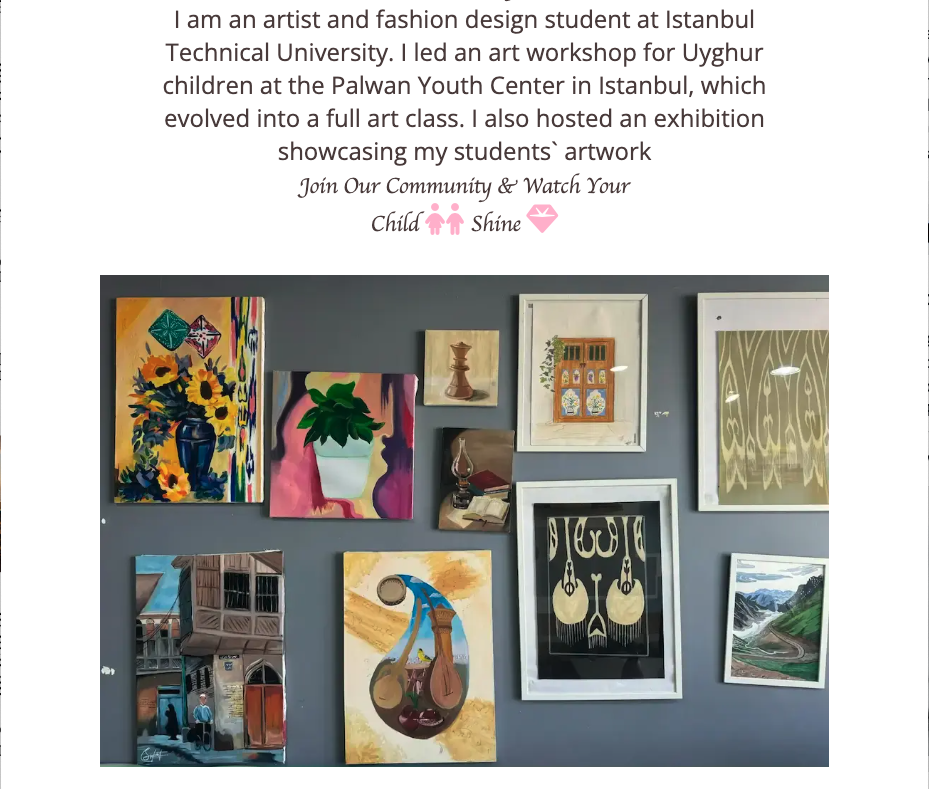 I am an artist and fashion design student at Istanbul
Technical University. I led an art workshop for Uyghur
children at the Palwan Youth Center in Istanbul, which
evolved into a full art class. I also hosted an exhibition
showcasing my students` artwork
Join Our Community & Watch Your
Child Shine